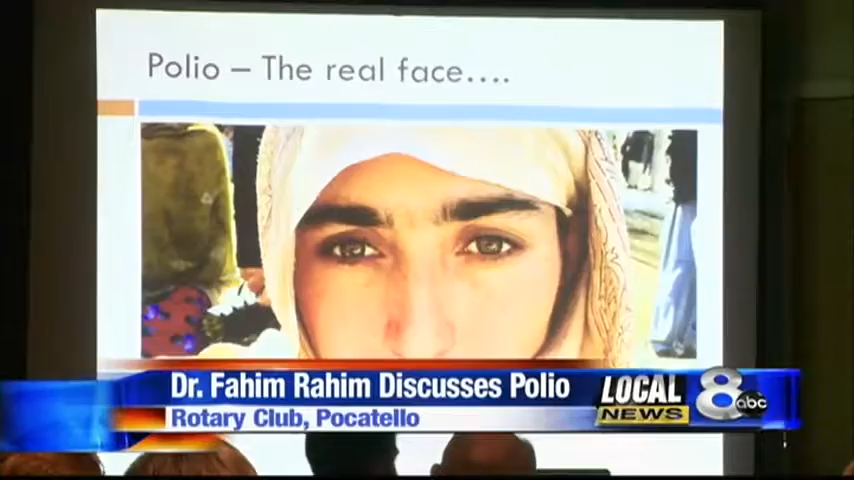 Polio – The real face....
Dr. Fahim Rahim Discusses Polio
Rotary Club, Pocatello
LOCAL
NEWS
8
abc